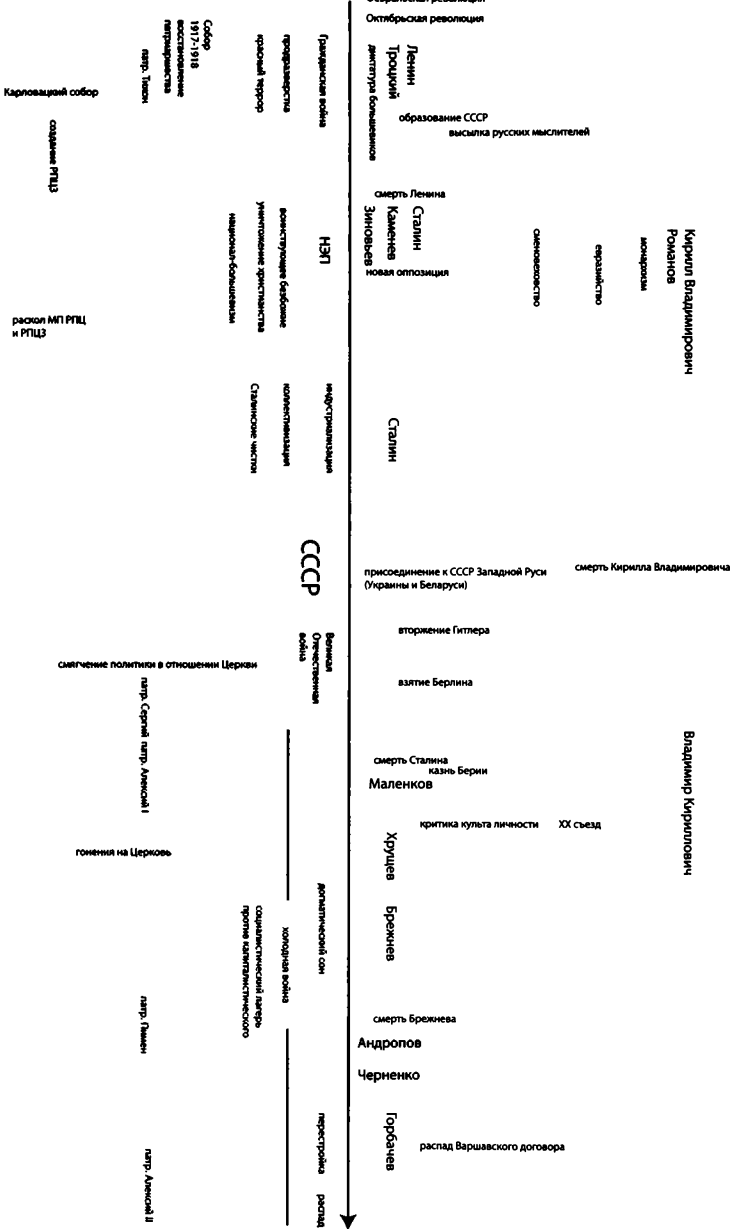 Октябрьская революция
Ленин
Троцкий
диктатура большевиков
Гражданская война
продразверстка
красный террор
Собор
1917-1918
восстановление
патриаршества
патр. Тихон
Карловацкий собор
создание РПЦЗ
образование СССР
высылка русских мыслителей
смерть Ленина
Сталин
Каменев
Зиновьев
новая оппозиция
сменовеховство
евразийство
монархизм
Кирилл Владимирович
Романов
НЭП
воинствующее безбожие
уничтожение христианства
национал-большевизм
раскол МП РПЦ
и РПЦЗ
индустриализация
коллективизация
Сталинские чистки
Сталин
СССР
присоединение к СССР Западной Руси
(Украины и Беларуси)
смерть Кирилла Владимировича
вторжение Гитлера
Великая
Отечественная
война
смягчение политики в отношении Церкви
взятие Берлина
патр. Сергий патр. Алексий I
смерть Сталина
казнь Берии
Маленков
Владимир Кириллович
критика культа личности
XX съезд
Хрущев
гонения на Церковь
Брежнев
догматический сон
холодная война
социалистический лагерь
против капиталистического
патр. Пимен
смерть Брежнева
Андропов
Черненко
Горбачев
распад Варшавского договора
перестройка
распад
патр. Алексий II